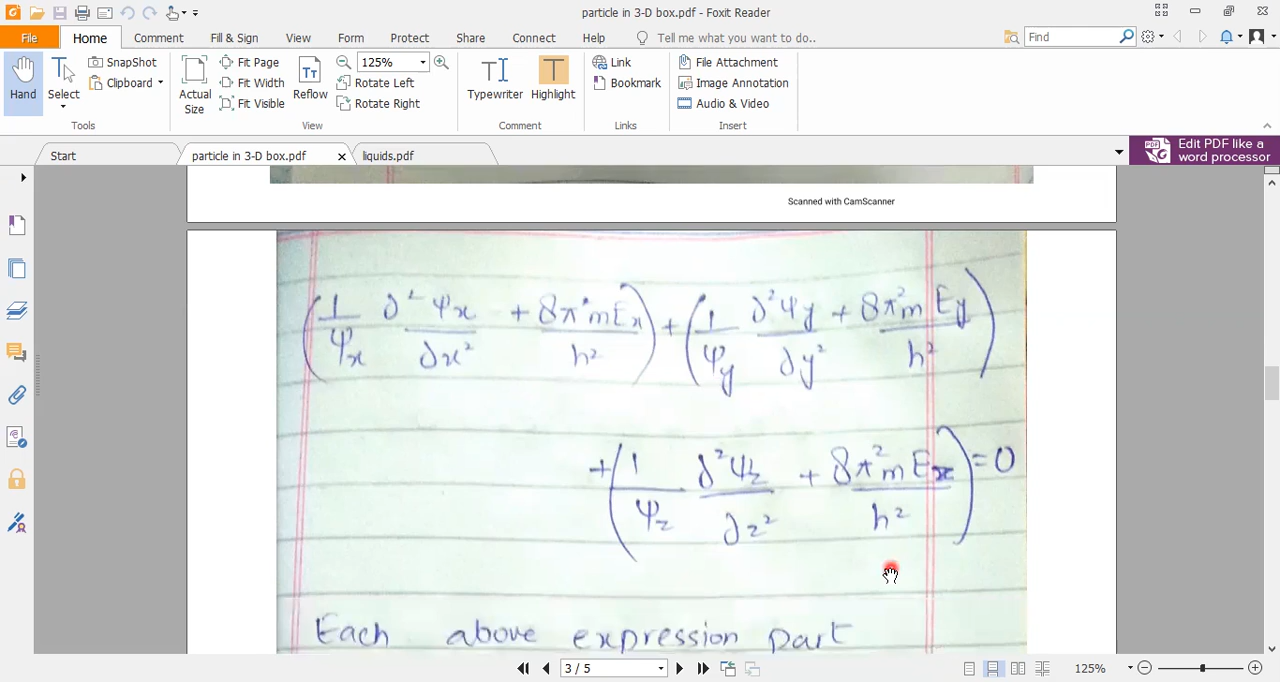 particle in 3-D box.pdf - Foxit Reader
File Home Comment Fill & Sign View Form Protect Share Connect Help Tell me what you want to do.. Find
Hand
Select
SnapShot
Clipboard
Tools
Actual Size
Fit Page
Fit Width
Fit Visible
Reflow
125%
Rotate Left
Rotate Right
View
Typewriter
Highlight
Comment
Link
Bookmark
Links
File Attachment
Image Annotation
Audio & Video
Insert
Start
particle in 3-D box.pdf
liquids.pdf
PDF
Edit PDF like a
word processor
Scanned with CamScanner
(1/Ψx ∂²Ψx/∂x² + 8π²mEx/h²) + (1/Ψy ∂²Ψy/∂y² + 8π²m Ey/h²)
+ (1/Ψz ∂²Ψz/∂z² + 8π²m Ex/h²) = 0
Each above expression part
3 / 5
125%